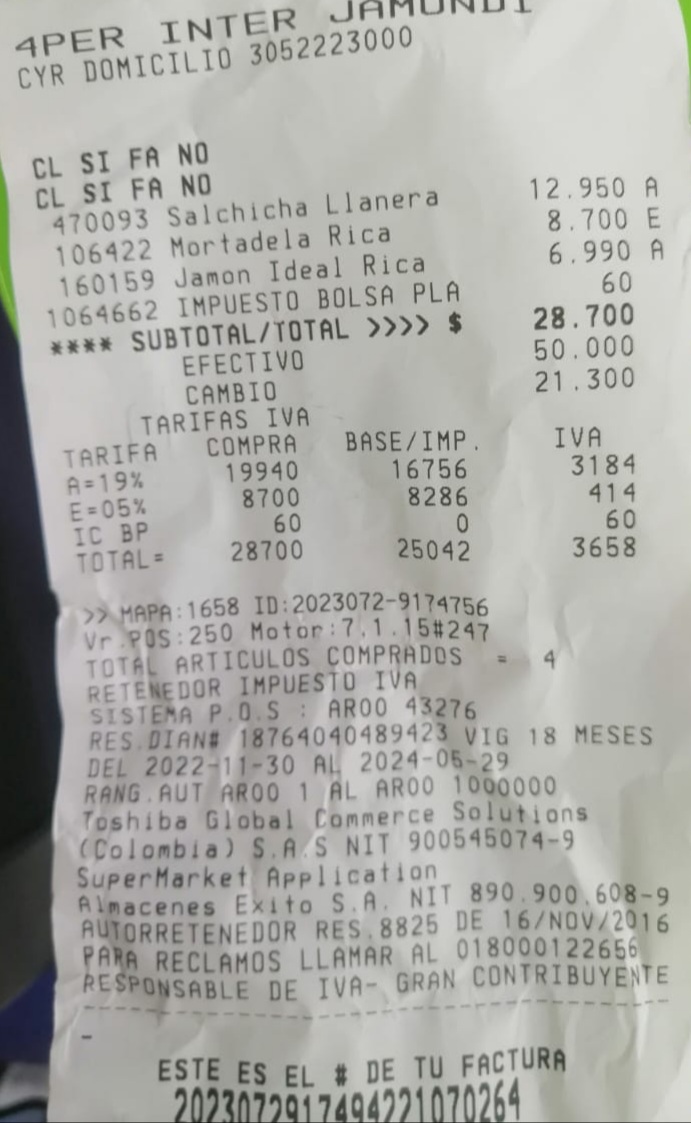 4PER INTER JAMUNDI
CYR DOMICILIO 3052223000
CL SI FA NO
CL SI FA NO
470093 Salchicha Llanera 12.950 A
106422 Mortadela Rica 8.700 E
160159 Jamon Ideal Rica 6.990 A
1064662 IMPUESTO BOLSA PLA 60
**** SUBTOTAL/TOTAL >>>> $ 28.700
EFECTIVO 50.000
CAMBIO 21.300
TARIFAS IVA
TARIFA COMPRA BASE/IMP. IVA
A=19% 19940 16756 3184
E=05% 8700 8286 414
IC BP 60 0 60
TOTAL= 28700 25042 3658
>> MAPA:1658 ID:2023072-9174756
Vr.POS:250 Motor:7.1.15#247
TOTAL ARTICULOS COMPRADOS = 4
RETENEDOR IMPUESTO IVA
SISTEMA P.O.S : AROO 43276
RES.DIAN# 18764040489423 VIG 18 MESES
DEL 2022-11-30 AL 2024-05-29
RANG.AUT AROO 1 AL AROO 1000000
Toshiba Global Commerce Solutions
(Colombia) S.A.S NIT 900545074-9
SuperMarket Application
Almacenes Exito S.A. NIT 890.900.608-9
AUTORRETENEDOR RES.8825 DE 16/NOV/2016
PARA RECLAMOS LLAMAR AL 018000122656
RESPONSABLE DE IVA- GRAN CONTRIBUYENTE
ESTE ES EL # DE TU FACTURA
2023072917494221070264